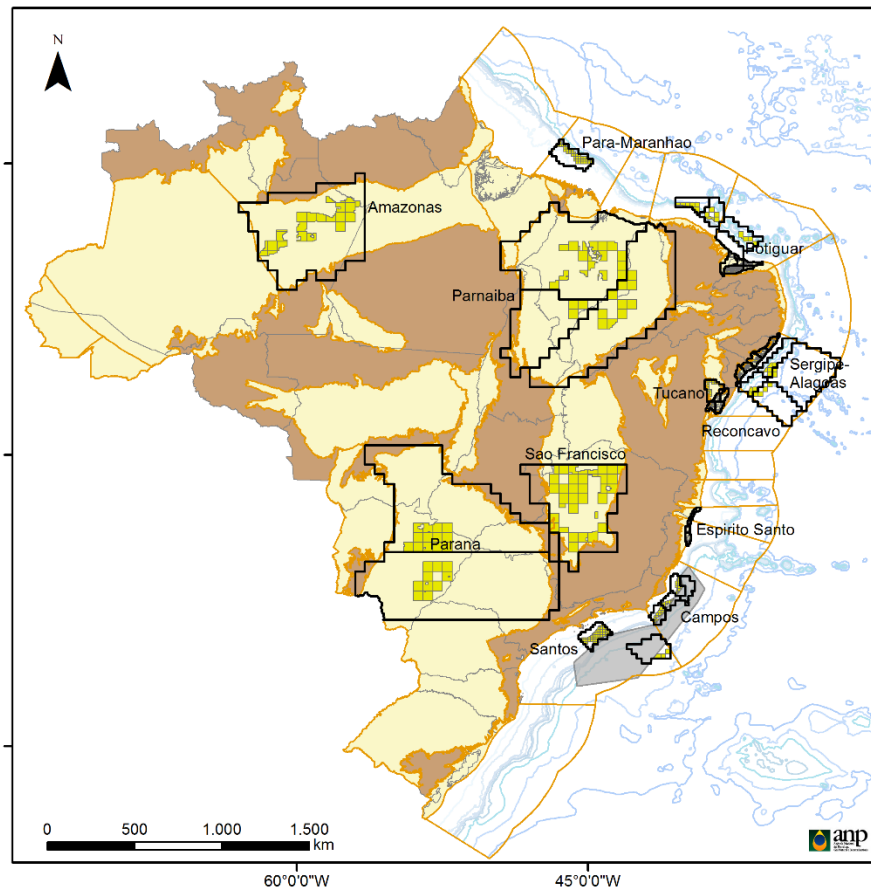 N
Para-Maranhao
Amazonas
Potiguar
Parnaiba
Sergipe-
Alagoas
Tucano
Reconcavo
Sao Francisco
Espirito Santo
Parana
Campos
Santos
0 500 1.000 1.500
km
anp
60°0'0"W 45°0'0"W